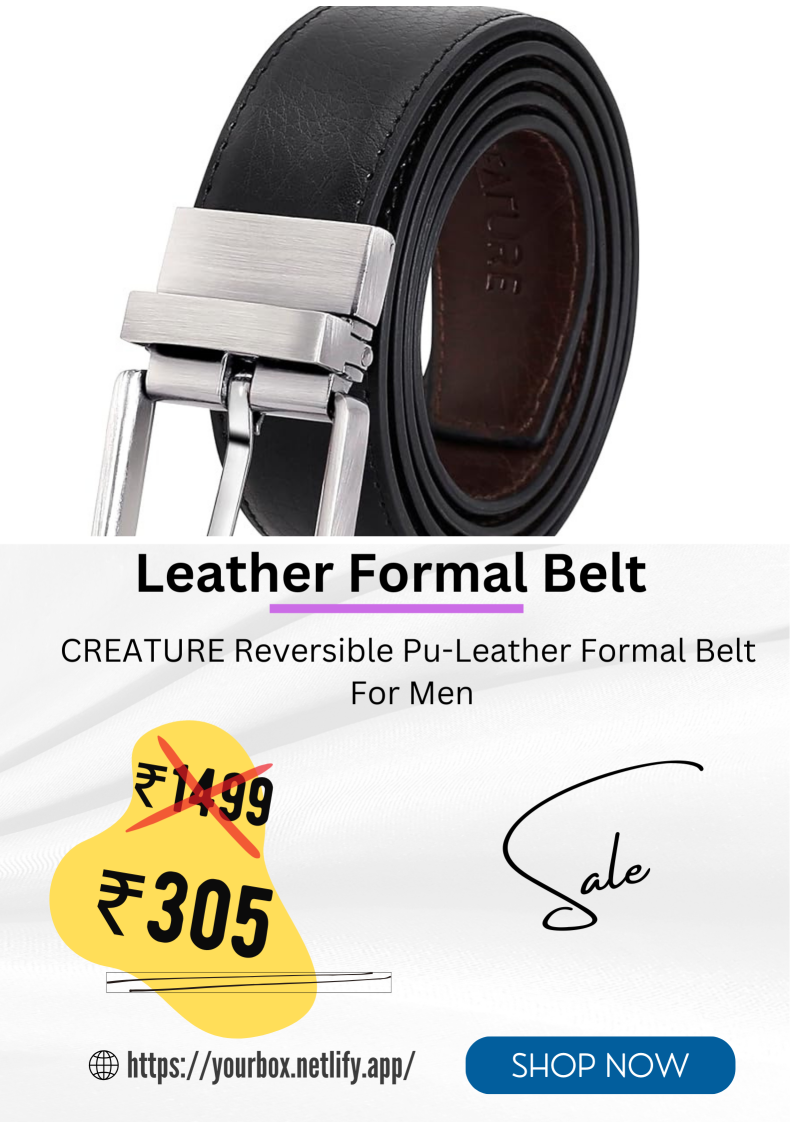 EATURE
Leather Formal Belt
CREATURE Reversible Pu-Leather Formal Belt
For Men
₹1499
₹305
Sale
https://yourbox.netlify.app/
SHOP NOW